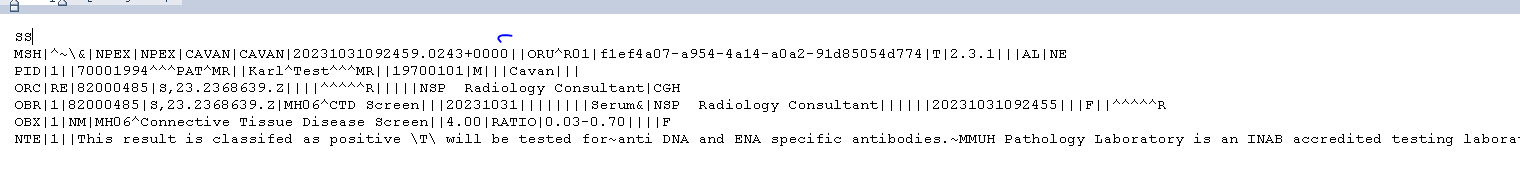 ss
MSH|^~\&|NPEX|NPEX|CAVAN|CAVAN|20231031092459.0243+0000||ORU^R01|f1ef4a07-a954-4a14-a0a2-91d85054d774|T|2.3.1|||AL|NE
PID|1||70001994^^^PAT^MR||Karl^Test^^^MR||19700101|M|||Cavan|||
ORC|RE|82000485|S,23.2368639.Z||||^^^^^R|||||NSP  Radiology Consultant|CGH
OBR|1|82000485|S,23.2368639.Z|MH06^CTD Screen|||20231031||||||||Serum&|NSP  Radiology Consultant||||||20231031092455|||F||^^^^^R
OBX|1|NM|MH06^Connective Tissue Disease Screen||4.00|RATIO|0.03-0.70||||F
NTE|1||This result is classifed as positive \T\ will be tested for~anti DNA and ENA specific antibodies.~MMUH Pathology Laboratory is an INAB accredited testing labora